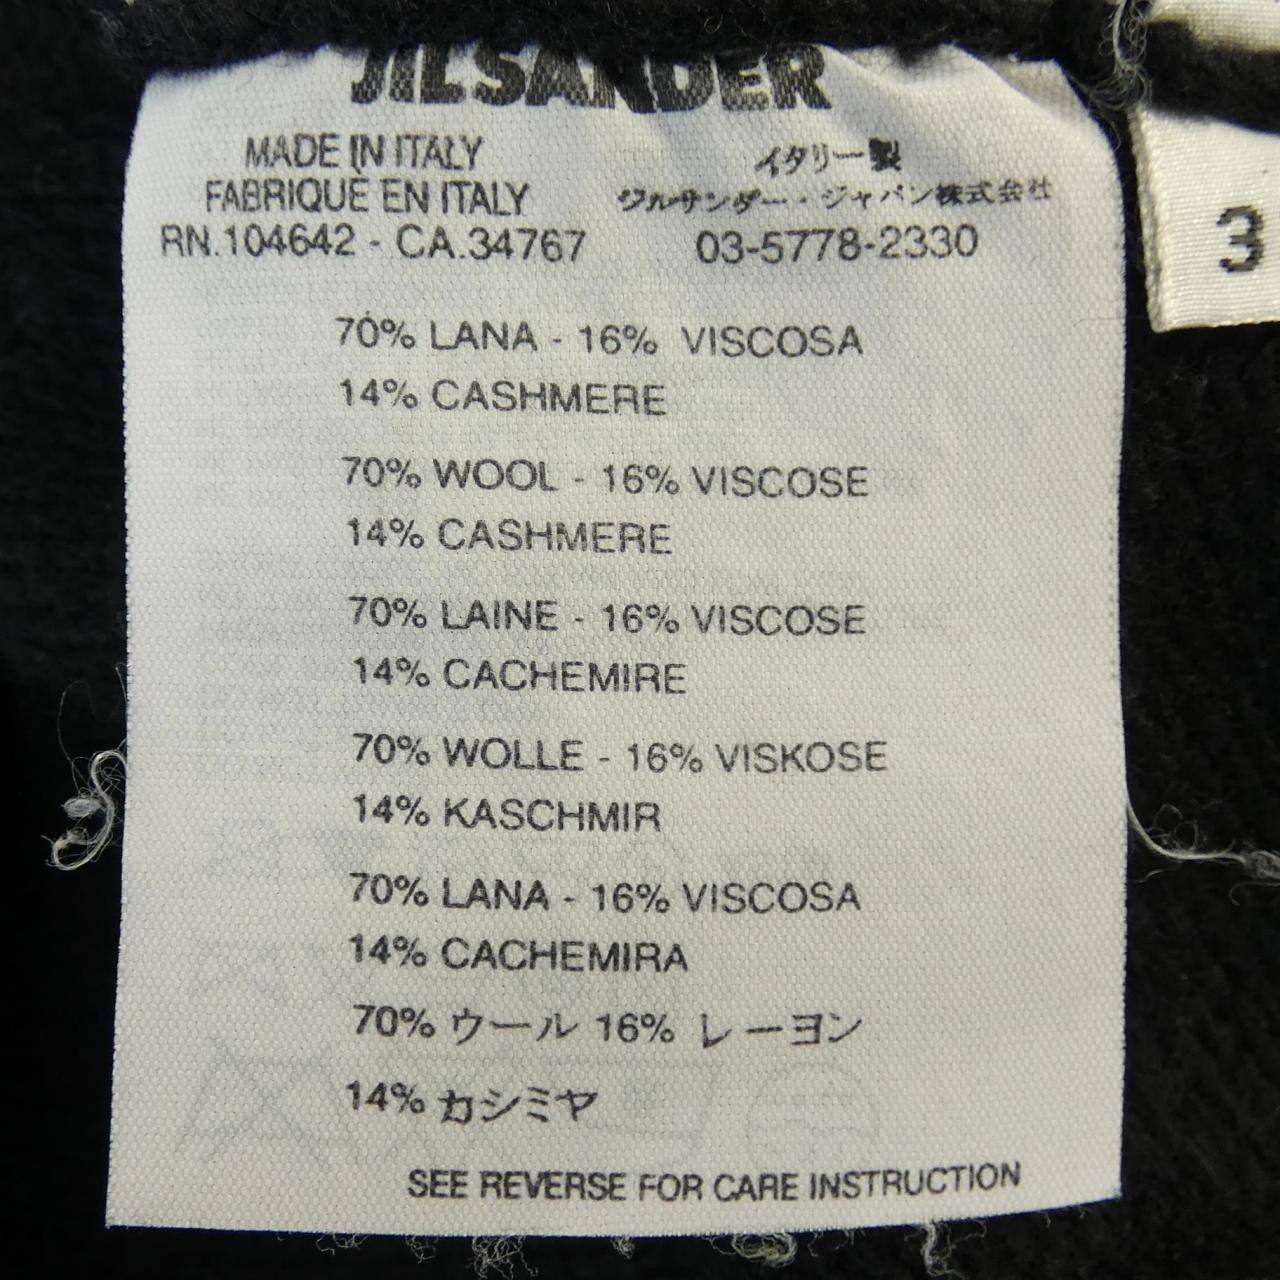 JIL SANDER
MADE IN ITALY
FABRIQUÉ EN ITALY
RN.104642 - CA.34767
イタリー製
ジルサンダー・ジャパン株式会社
03-5778-2330
70% LANA - 16% VISCOSA
14% CASHMERE
70% WOOL - 16% VISCOSE
14% CASHMERE
70% LAINE - 16% VISCOSE
14% CACHEMIRE
70% WOLLE - 16% VISKOSE
14% KASCHMIR
70% LANA - 16% VISCOSA
14% CACHEMIRA
70% ウール 16% レーヨン
14% カシミヤ
SEE REVERSE FOR CARE INSTRUCTION
3